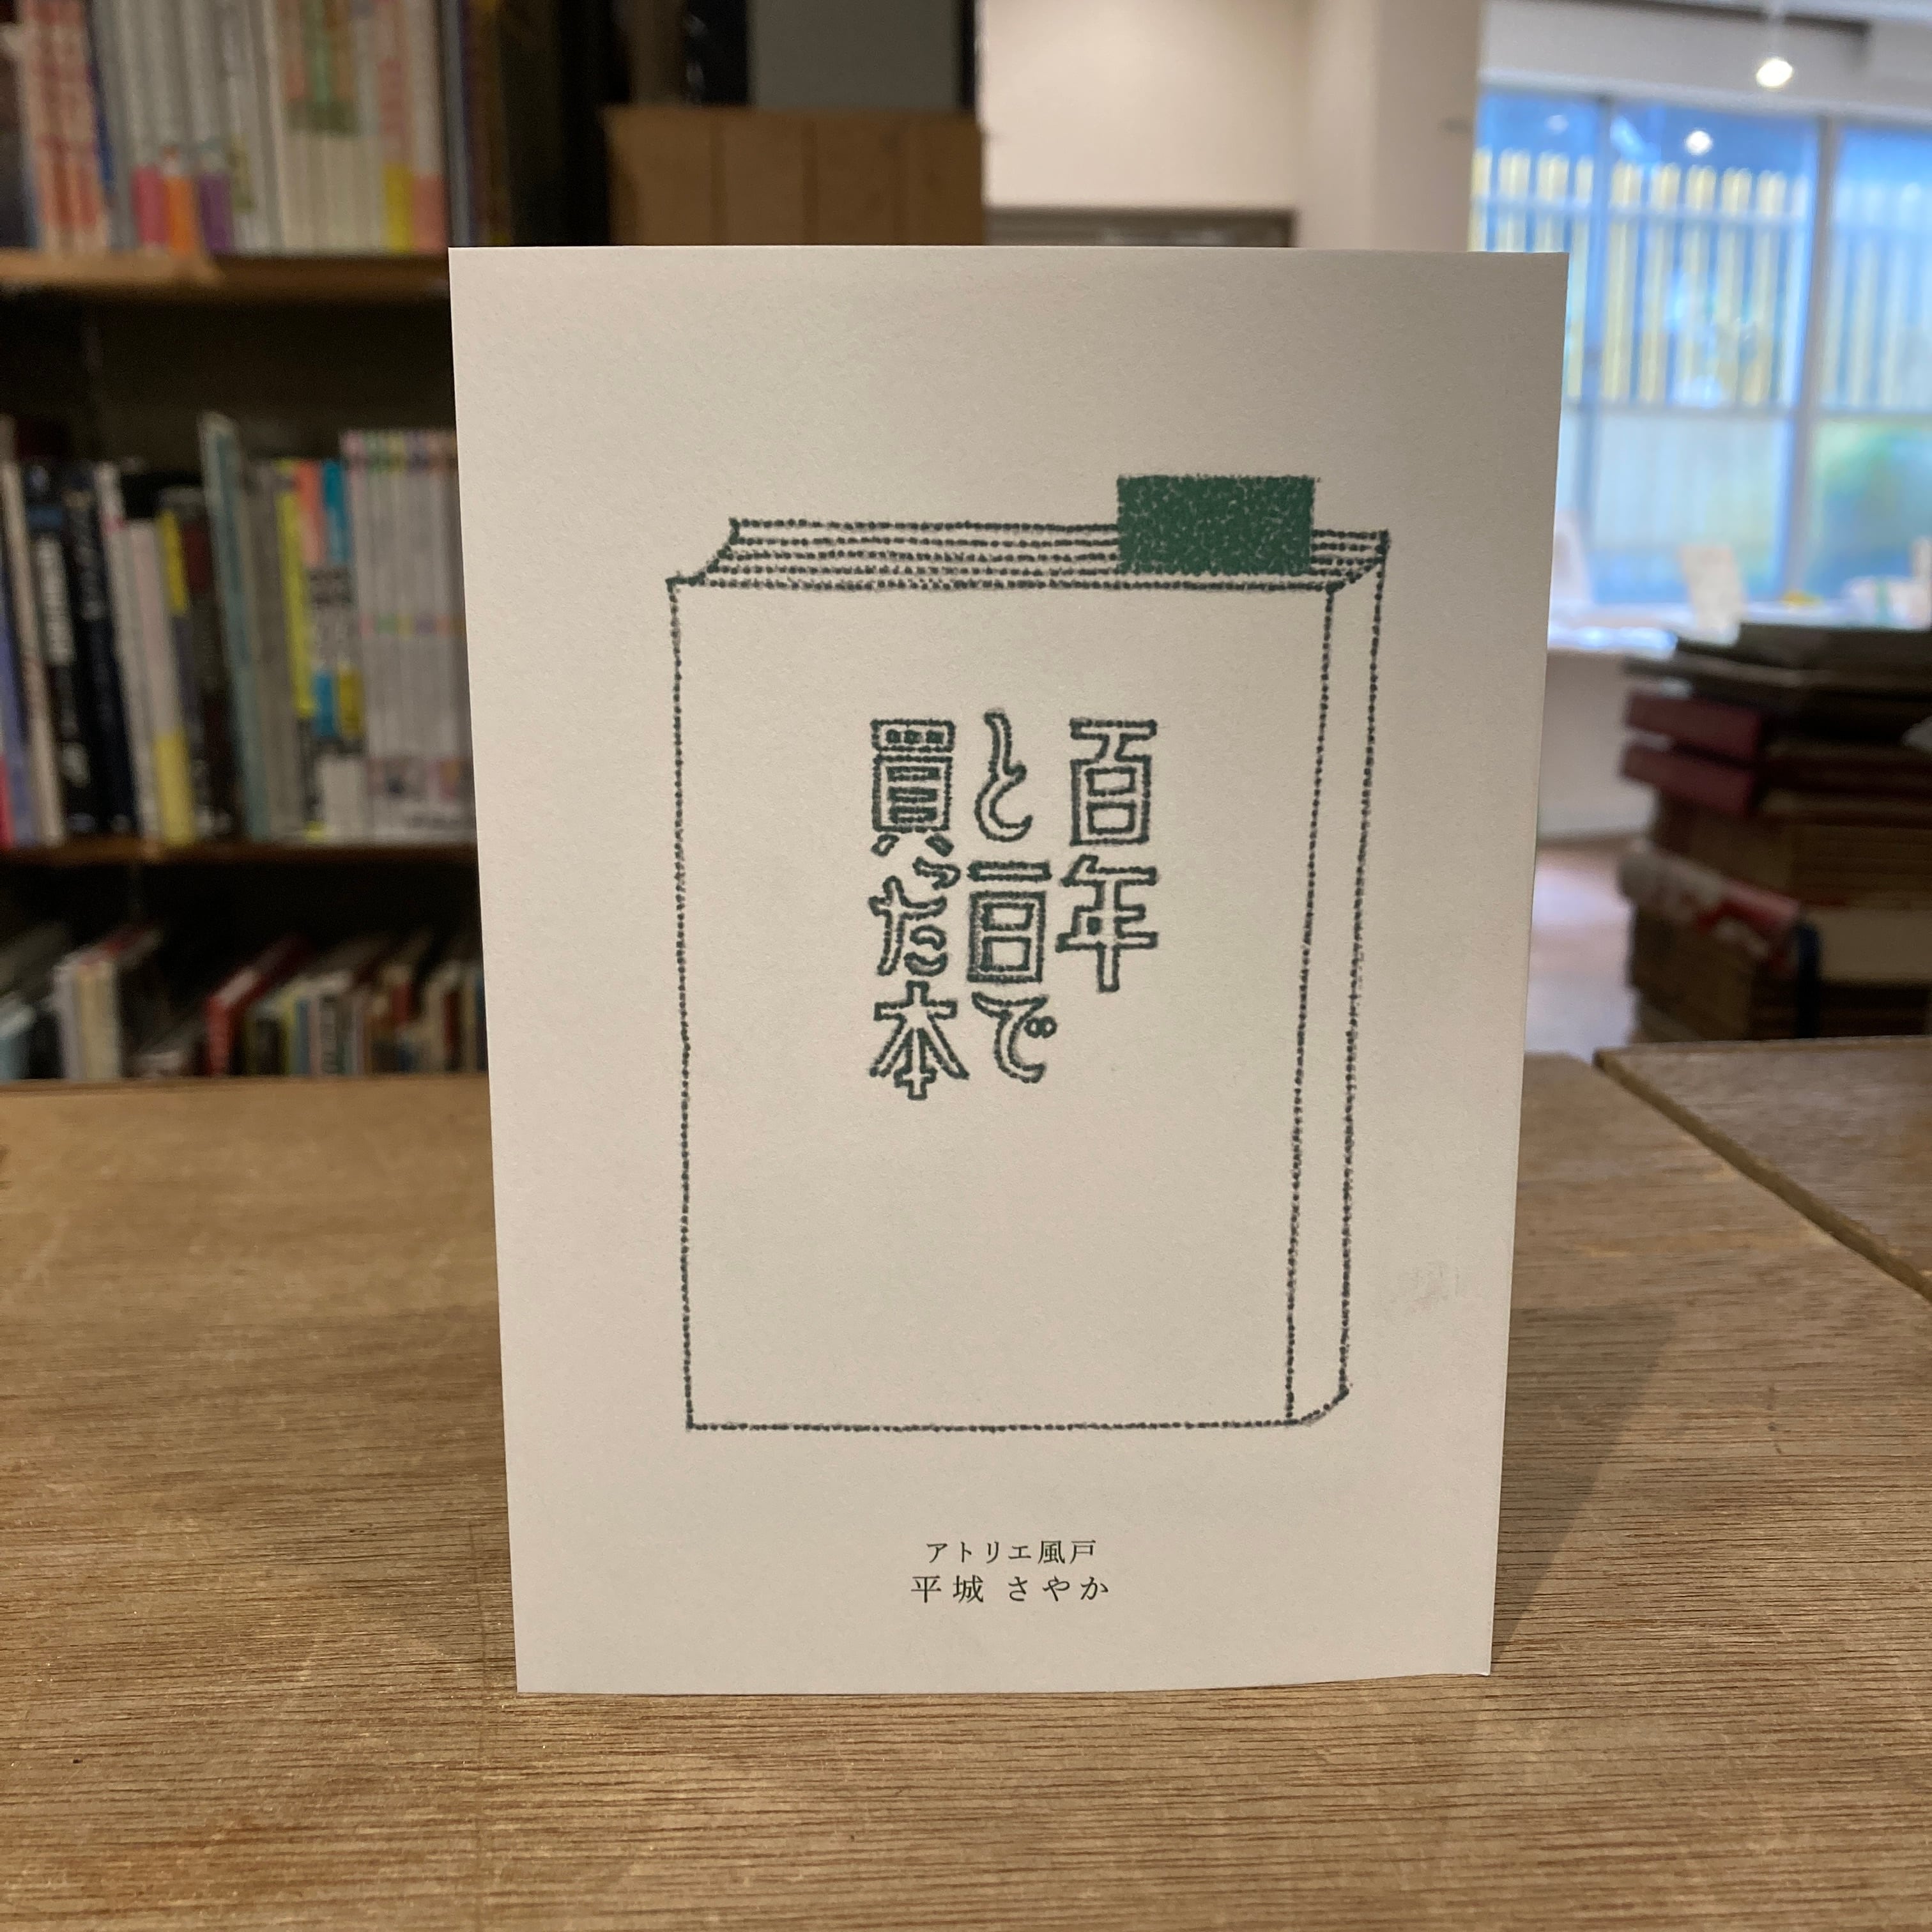 百年
と一日で
買った本
アトリエ風戸
平城 さやか